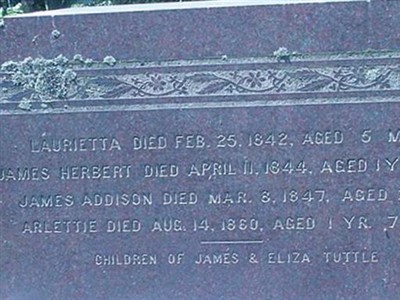 LAURIETTA DIED FEB. 25, 1842, AGED 5 M
JAMES HERBERT DIED APRIL 11, 1844, AGED 1 Y
JAMES ADDISON DIED MAR. 8, 1847, AGED
ARLETTIE DIED AUG. 14, 1860, AGED 1 YR. 7
CHILDREN OF JAMES & ELIZA TUTTLE